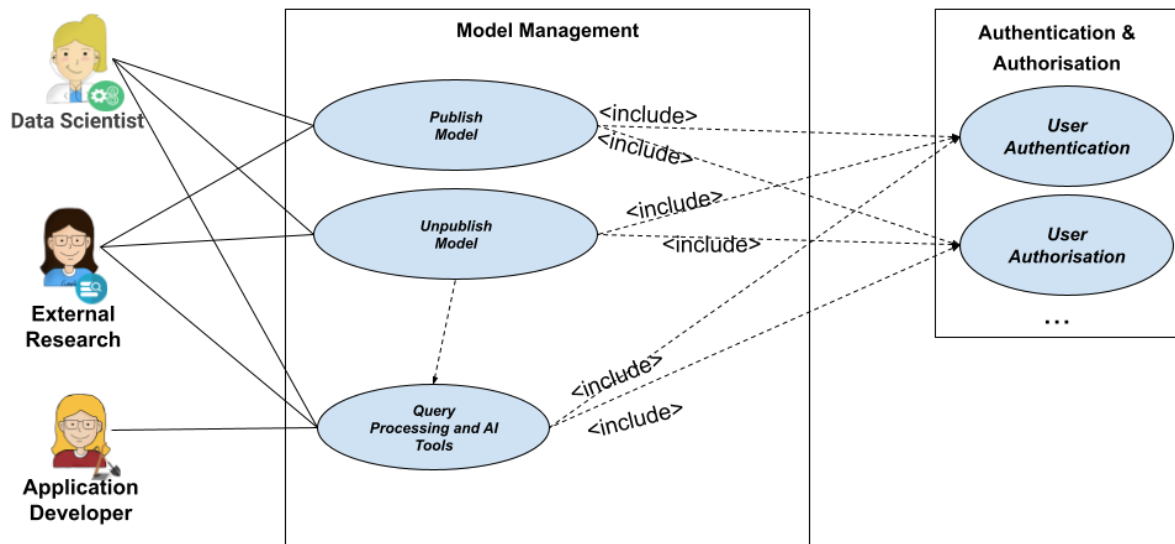 Model Management
Authentication &
Authorisation
Data Scientist
Publish
Model
<include>
<include>
User
Authentication
External
Research
Unpublish
Model
<include>
<include>
User
Authorisation
...
Application
Developer
Query
Processing and AI
Tools
<include>
<include>